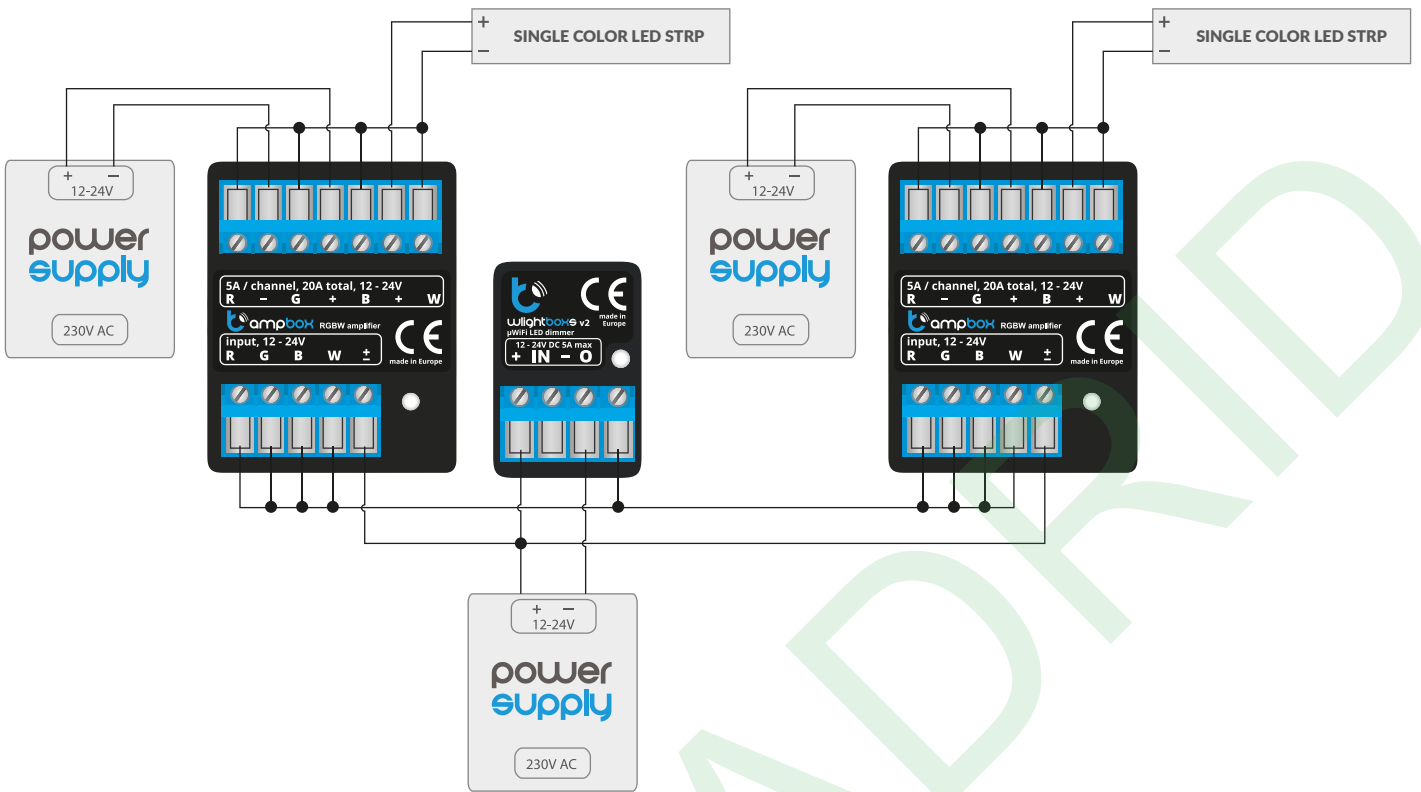 +
SINGLE COLOR LED STRP
−
+
SINGLE COLOR LED STRP
−
+ −
12-24V
power
supply
230V AC
5A / channel, 20A total, 12 - 24V
R − G + B + W
ampbox RGBW amplifier
input, 12 - 24V
R G B W ±
CE
made in Europe
CE
made in
Europe
wlightboxs v2
µWiFi LED dimmer
12 - 24V DC 5A max
+ IN − O
+ −
12-24V
power
supply
230V AC
5A / channel, 20A total, 12 - 24V
R − G + B + W
ampbox RGBW amplifier
input, 12 - 24V
R G B W ±
CE
made in Europe
+ −
12-24V
power
supply
230V AC
ADRID